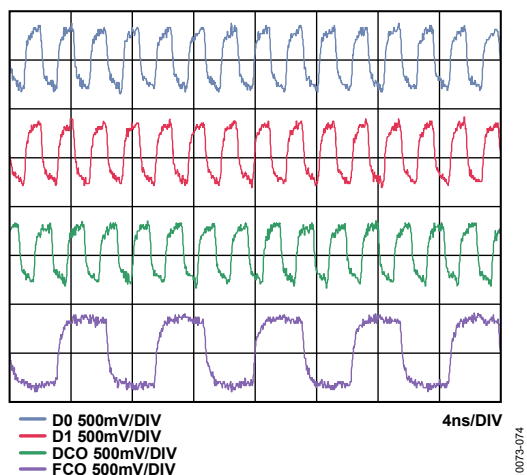 D0 500mV/DIV
D1 500mV/DIV
DCO 500mV/DIV
FCO 500mV/DIV
4ns/DIV
0073-074